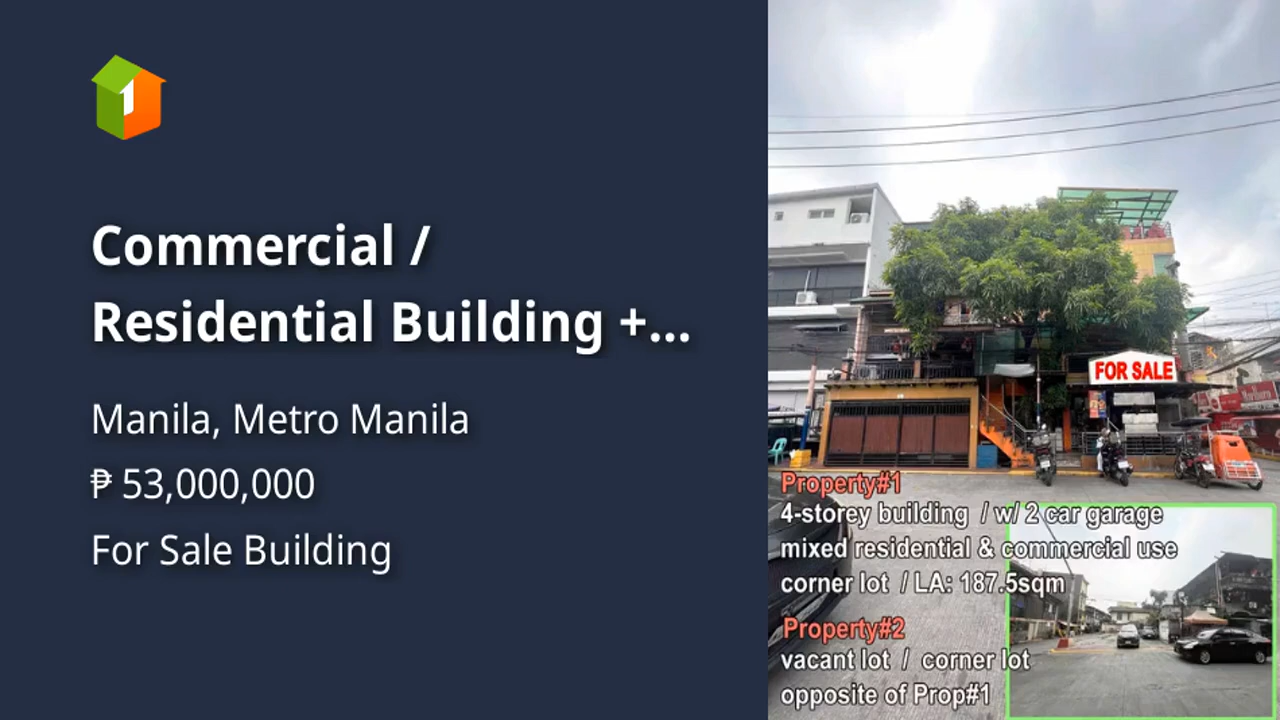 Commercial /
Residential Building +...
Manila, Metro Manila
₱ 53,000,000
For Sale Building
FOR SALE
Marlboro
Property#1
4-storey building / w/ 2 car garage
mixed residential & commercial use
corner lot / LA: 187.5sqm
Property#2
vacant lot / corner lot
opposite of Prop#1